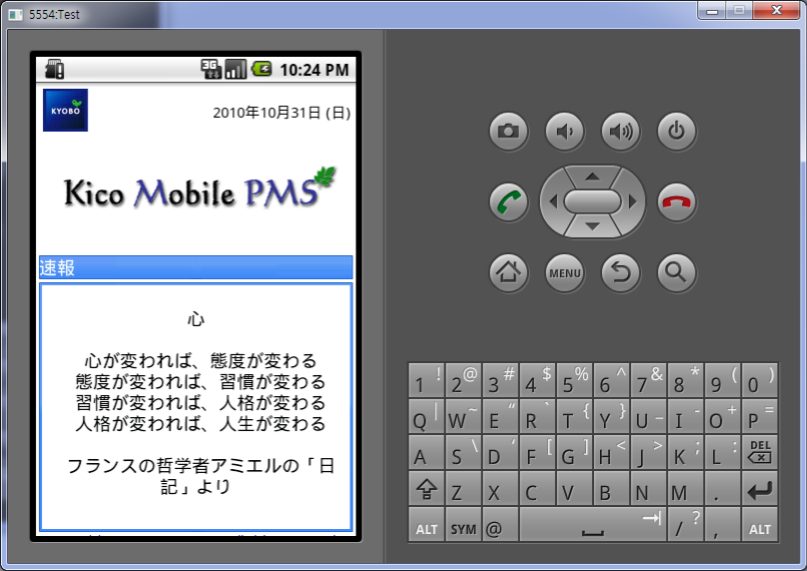 5554:Test
3G
10:24 PM
KYOBO
2010年10月31日 (日)
Kico Mobile PMS
速報
心
心が変われば、態度が変わる
態度が変われば、習慣が変わる
習慣が変われば、人格が変わる
人格が変われば、人生が変わる
フランスの哲学者アミエルの「日
記」より
MENU
1 ! 2 @ 3 # 4 $ 5 % 6 ^ 7 & 8 * 9 ( 0 )
Q | W ~ E “ R ` T { Y } U _ I - O + P =
A S \ D ‘ F [ G ] H < J > K ; L : DEL
Z X C V B N M .
ALT SYM @ / ? , ALT